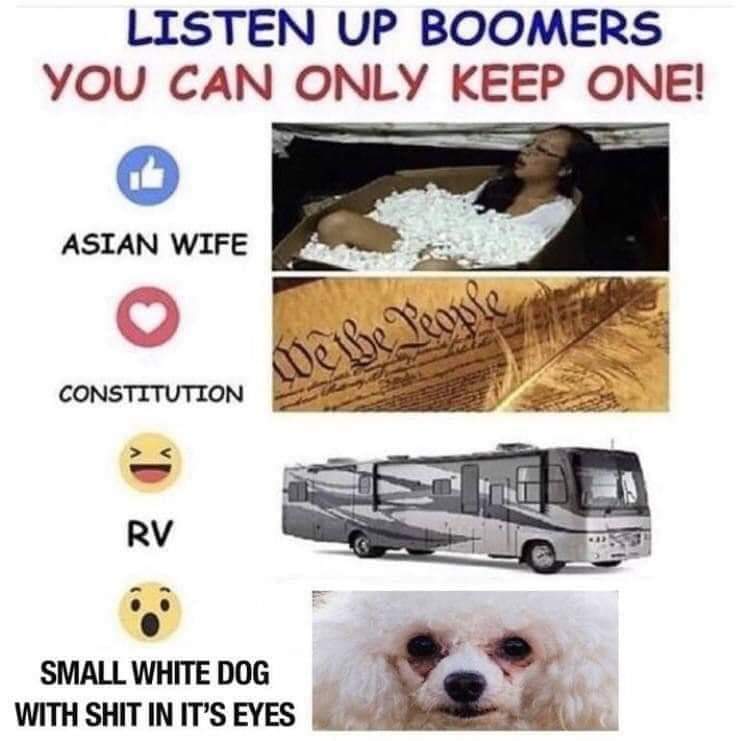 LISTEN UP BOOMERS
YOU CAN ONLY KEEP ONE!
ASIAN WIFE
We the People
CONSTITUTION
RV
SMALL WHITE DOG
WITH SHIT IN IT'S EYES